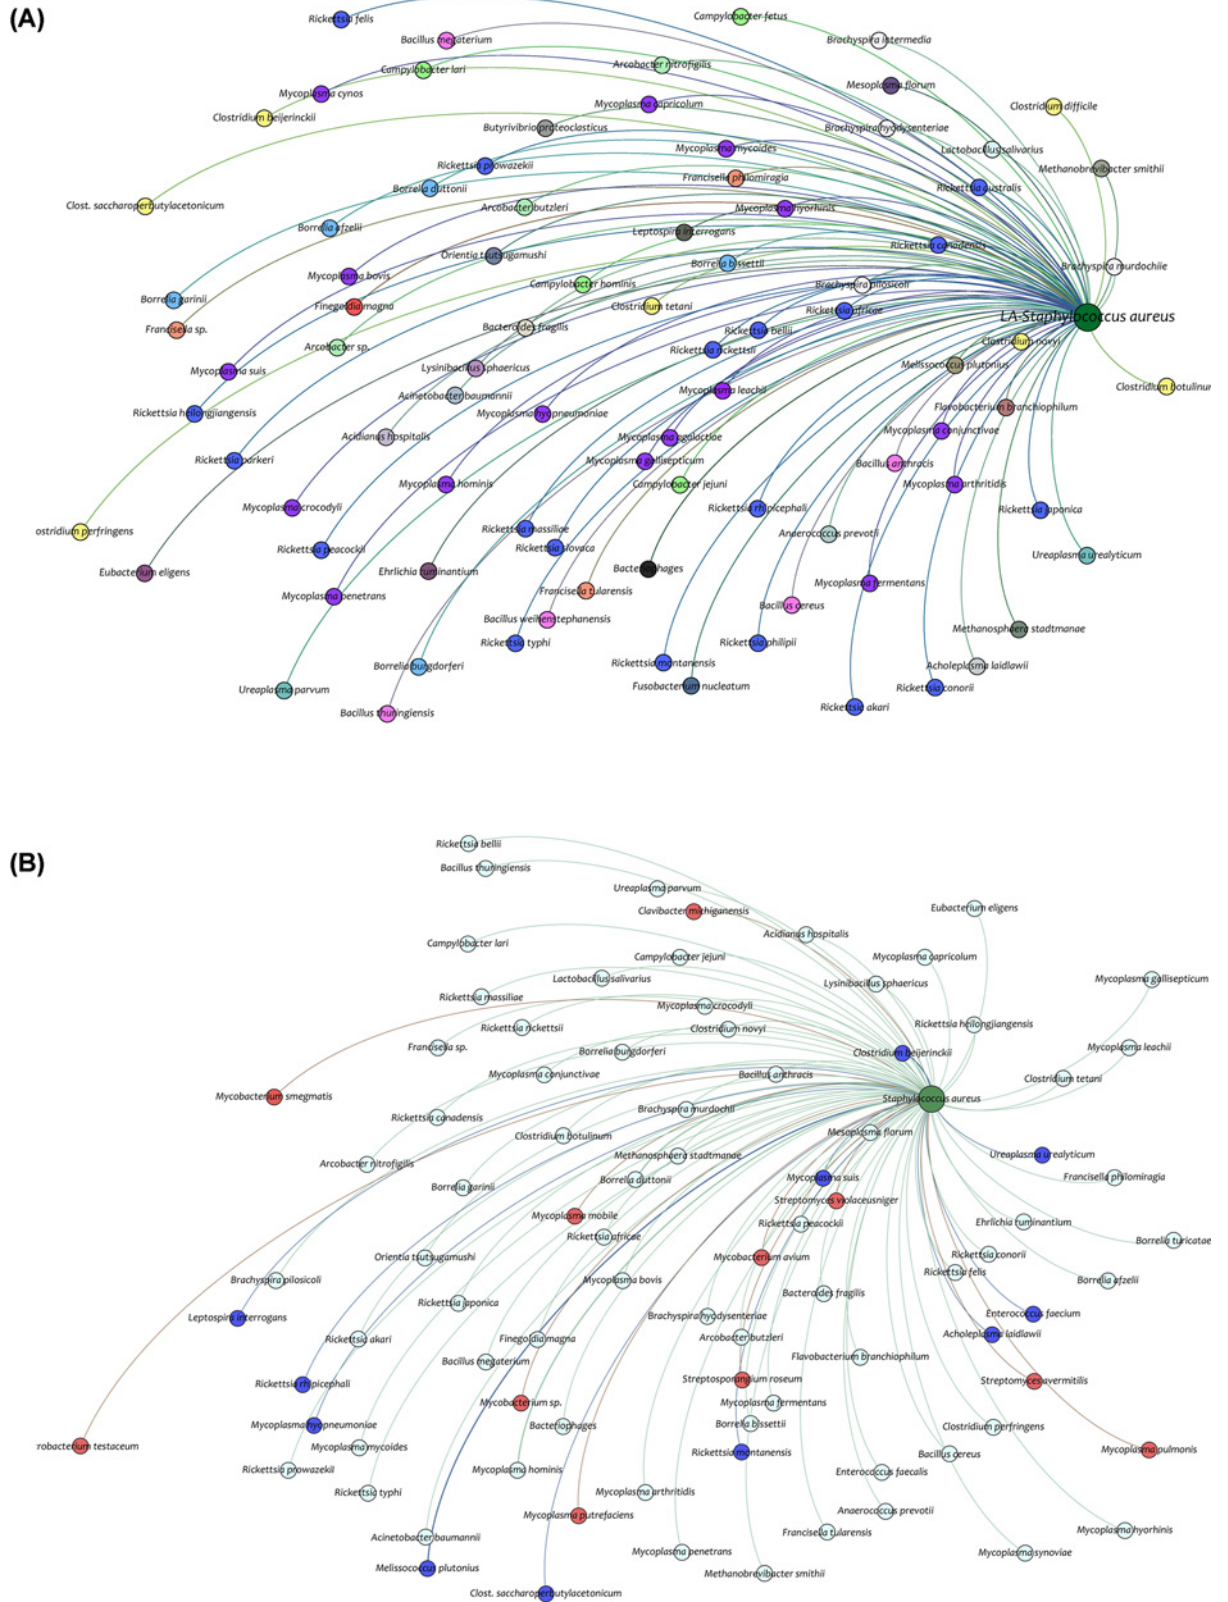 (A)
Rickettsia felis
Campylobacter fetus
Bacillus megaterium
Brachyspira intermedia
Campylobacter lari
Arcobacter nitrofigilis
Mesoplasma florum
Mycoplasma cynos
Mycoplasma capricolum
Clostridium difficile
Clostridium beijerinckii
Butyrivibrio proteoclasticus
Brachyspira hyodysenteriae
Mycoplasma mycoides
Lactobacillus salivarius
Rickettsia prowazekii
Methanobrevibacter smithii
Francisella philomiragia
Borrelia duttonii
Rickettsia australis
Clost. saccharoperbutylacetonicum
Arcobacter butzleri
Mycoplasma hyorhinis
Borrelia afzelii
Leptospira interrogans
Rickettsia canadensis
Orientia tsutsugamushi
Borrelia bissettii
Brachyspira murdochiie
Mycoplasma bovis
Campylobacter hominis
Brachyspira pilosicoli
Borrelia garinii
Finegoldia magna
Clostridium tetani
Rickettsia africae
LA-Staphylococcus aureus
Francisella sp.
Bacteroides fragilis
Rickettsia bellii
Arcobacter sp.
Rickettsia rickettsii
Clostridium novyi
Mycoplasma suis
Lysinibacillus sphaericus
Melissococcus plutonius
Acinetobacter baumannii
Mycoplasma leachii
Clostridium botulinur
Rickettsia heilongjiangensis
Mycoplasma hyopneumoniae
Flavobacterium branchiophilum
Acidianus hospitalis
Mycoplasma agalactiae
Mycoplasma conjunctivae
Rickettsia parkeri
Mycoplasma gallisepticum
Bacillus anthracis
Mycoplasma hominis
Campylobacter jejuni
Mycoplasma arthritidis
Mycoplasma crocodyli
Rickettsia rhipicephali
Rickettsia japonica
ostridium perfringens
Rickettsia massiliae
Anaerococcus prevotii
Rickettsia peacockii
Rickettsia slovaca
Ureaplasma urealyticum
Eubacterium eligens
Ehrlichia ruminantium
Bacteriophages
Mycoplasma fermentans
Mycoplasma penetrans
Francisella tularensis
Bacillus cereus
Bacillus weihenstephanensis
Methanosphaera stadtmanae
Rickettsia typhi
Rickettsia philipii
Borrelia burgdorferi
Rickettsia montanensis
Acholeplasma laidlawii
Ureaplasma parvum
Fusobacterium nucleatum
Rickettsia conorii
Bacillus thuringiensis
Rickettsia akari
(B)
Rickettsia bellii
Bacillus thuringiensis
Ureaplasma parvum
Clavibacter michiganensis
Eubacterium eligens
Acidianus hospitalis
Campylobacter lari
Campylobacter jejuni
Mycoplasma capricolum
Lactobacillus salivarius
Lysinibacillus sphaericus
Mycoplasma gallisepticum
Rickettsia massiliae
Mycoplasma crocodyli
Rickettsia rickettsii
Clostridium novyi
Rickettsia heilongjiangensis
Francisella sp.
Borrelia burgdorferi
Clostridium beijerinckii
Mycoplasma leachii
Mycoplasma conjunctivae
Bacillus anthracis
Clostridium tetani
Mycobacterium smegmatis
Staphylococcus aureus
Rickettsia canadensis
Brachyspira murdochii
Clostridium botulinum
Mesoplasma florum
Arcobacter nitrofigilis
Methanosphaera stadtmanae
Ureaplasma urealyticum
Borrelia garinii
Borrelia duttonii
Mycoplasma suis
Francisella philomiragia
Streptomyces violaceusniger
Mycoplasma mobile
Rickettsia peacockii
Ehrlichia ruminantium
Rickettsia africae
Borrelia turicatae
Orientia tsutsugamushi
Mycobacterium avium
Rickettsia conorii
Brachyspira pilosicoli
Mycoplasma bovis
Rickettsia felis
Borrelia afzelii
Rickettsia japonica
Bacteroides fragilis
Leptospira interrogans
Brachyspira hyodysenteriae
Enterococcus faecium
Rickettsia akari
Finegoldia magna
Arcobacter butzleri
Acholeplasma laidlawii
Bacillus megaterium
Flavobacterium branchiophilum
Rickettsia rhipicephali
Streptosporangium roseum
Streptomyces avermitilis
Mycobacterium sp.
Mycoplasma fermentans
Mycoplasma hyopneumoniae
Bacteriophages
Borrelia bissettii
Clostridium perfringens
robacterium testaceum
Mycoplasma mycoides
Rickettsia montanensis
Bacillus cereus
Mycoplasma pulmonis
Rickettsia prowazekii
Mycoplasma hominis
Enterococcus faecalis
Rickettsia typhi
Mycoplasma arthritidis
Mycoplasma putrefaciens
Anaerococcus prevotii
Acinetobacter baumannii
Francisella tularensis
Mycoplasma hyorhinis
Mycoplasma penetrans
Mycoplasma synoviae
Melissococcus plutonius
Methanobrevibacter smithii
Clost. saccharoperbutylacetonicum